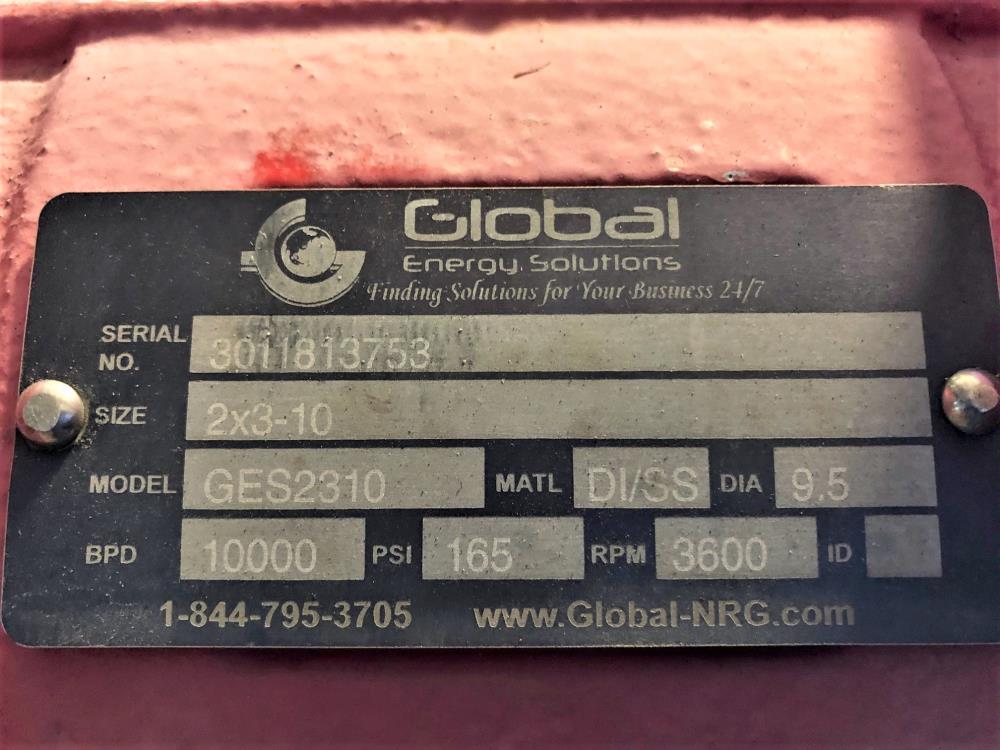 Global
Energy Solutions
Finding Solutions for Your Business 24/7
SERIAL NO. 3011813753
SIZE 2x3-10
MODEL GES2310 MATL DI/SS DIA 9.5
BPD 10000 PSI 165 RPM 3600 ID
1-844-795-3705 www.Global-NRG.com